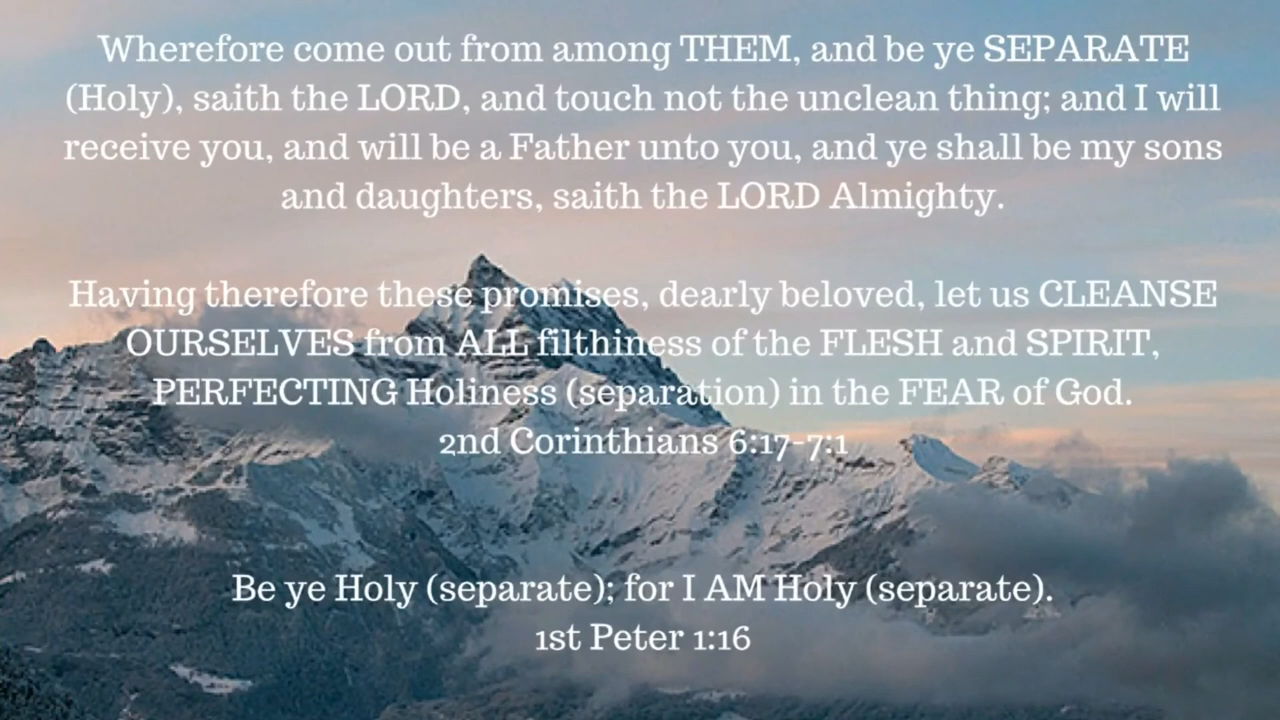 Wherefore come out from among THEM, and be ye SEPARATE
(Holy), saith the LORD, and touch not the unclean thing; and I will
receive you, and will be a Father unto you, and ye shall be my sons
and daughters, saith the LORD Almighty.
Having therefore these promises, dearly beloved, let us CLEANSE
OURSELVES from ALL filthiness of the FLESH and SPIRIT,
PERFECTING Holiness (separation) in the FEAR of God.
2nd Corinthians 6:17-7:1
Be ye Holy (separate); for I AM Holy (separate).
1st Peter 1:16